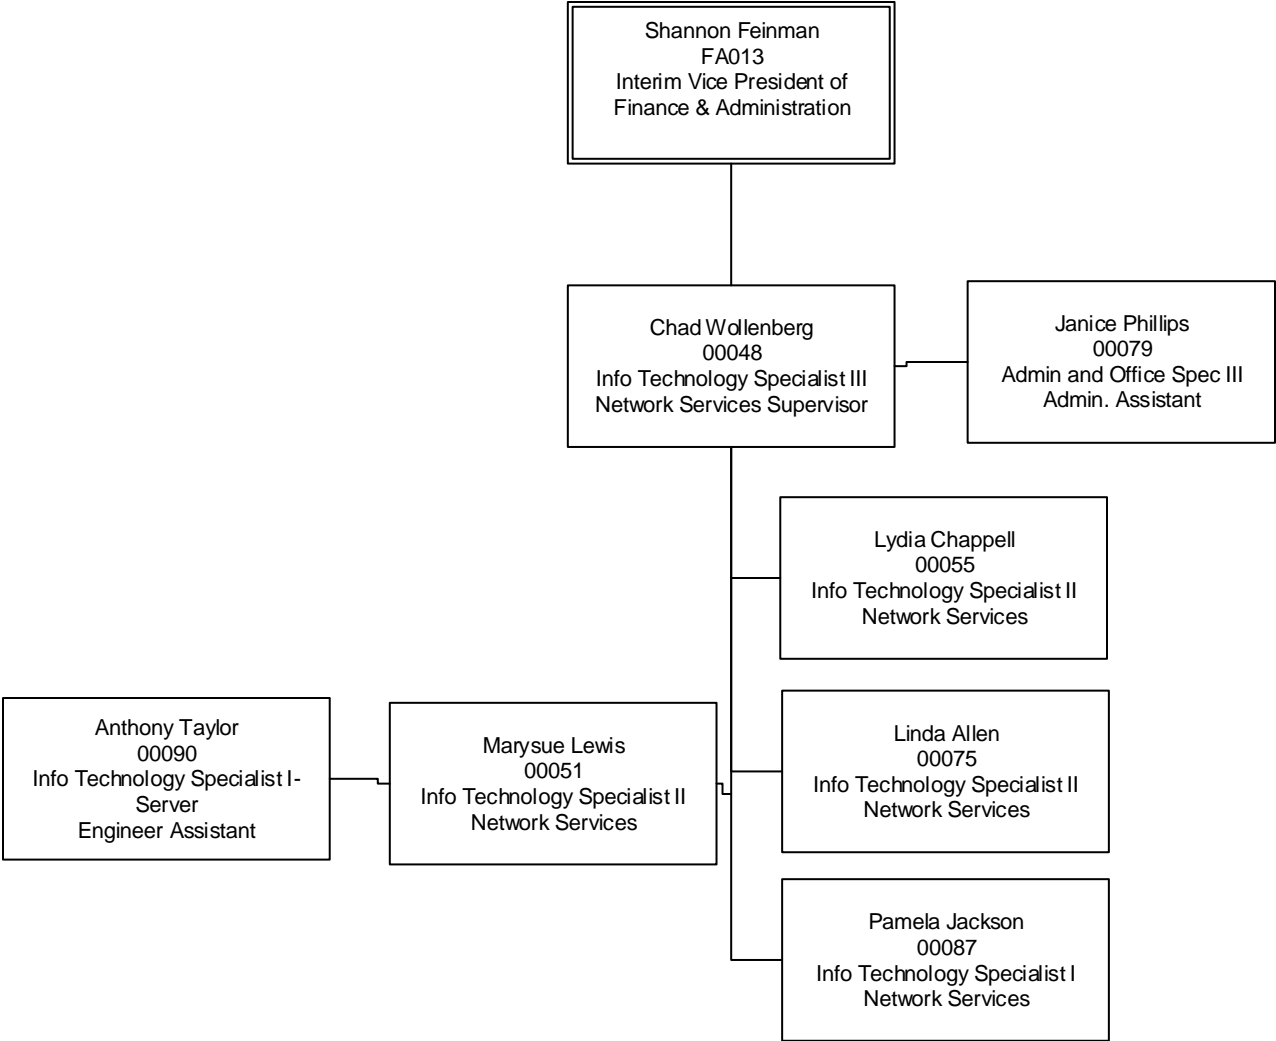 Shannon Feinman
FA013
Interim Vice President of
Finance & Administration
Chad Wollenberg
00048
Info Technology Specialist III
Network Services Supervisor
Janice Phillips
00079
Admin and Office Spec III
Admin. Assistant
Lydia Chappell
00055
Info Technology Specialist II
Network Services
Anthony Taylor
00090
Info Technology Specialist I-
Server
Engineer Assistant
Marysue Lewis
00051
Info Technology Specialist II
Network Services
Linda Allen
00075
Info Technology Specialist II
Network Services
Pamela Jackson
00087
Info Technology Specialist I
Network Services